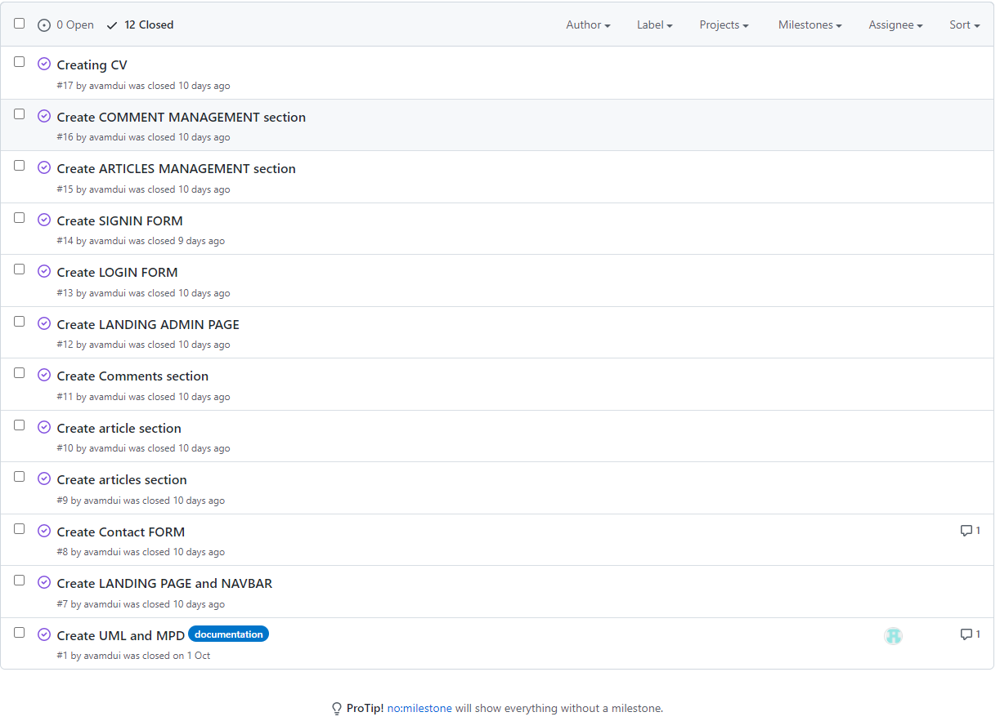 0 Open 12 Closed Author Label Projects Milestones Assignee Sort
Creating CV
#17 by avamdui was closed 10 days ago
Create COMMENT MANAGEMENT section
#16 by avamdui was closed 10 days ago
Create ARTICLES MANAGEMENT section
#15 by avamdui was closed 10 days ago
Create SIGNIN FORM
#14 by avamdui was closed 9 days ago
Create LOGIN FORM
#13 by avamdui was closed 10 days ago
Create LANDING ADMIN PAGE
#12 by avamdui was closed 10 days ago
Create Comments section
#11 by avamdui was closed 10 days ago
Create article section
#10 by avamdui was closed 10 days ago
Create articles section
#9 by avamdui was closed 10 days ago
Create Contact FORM 1
#8 by avamdui was closed 10 days ago
Create LANDING PAGE and NAVBAR
#7 by avamdui was closed 10 days ago
Create UML and MPD documentation 1
#1 by avamdui was closed on 1 Oct
ProTip! no:milestone will show everything without a milestone.